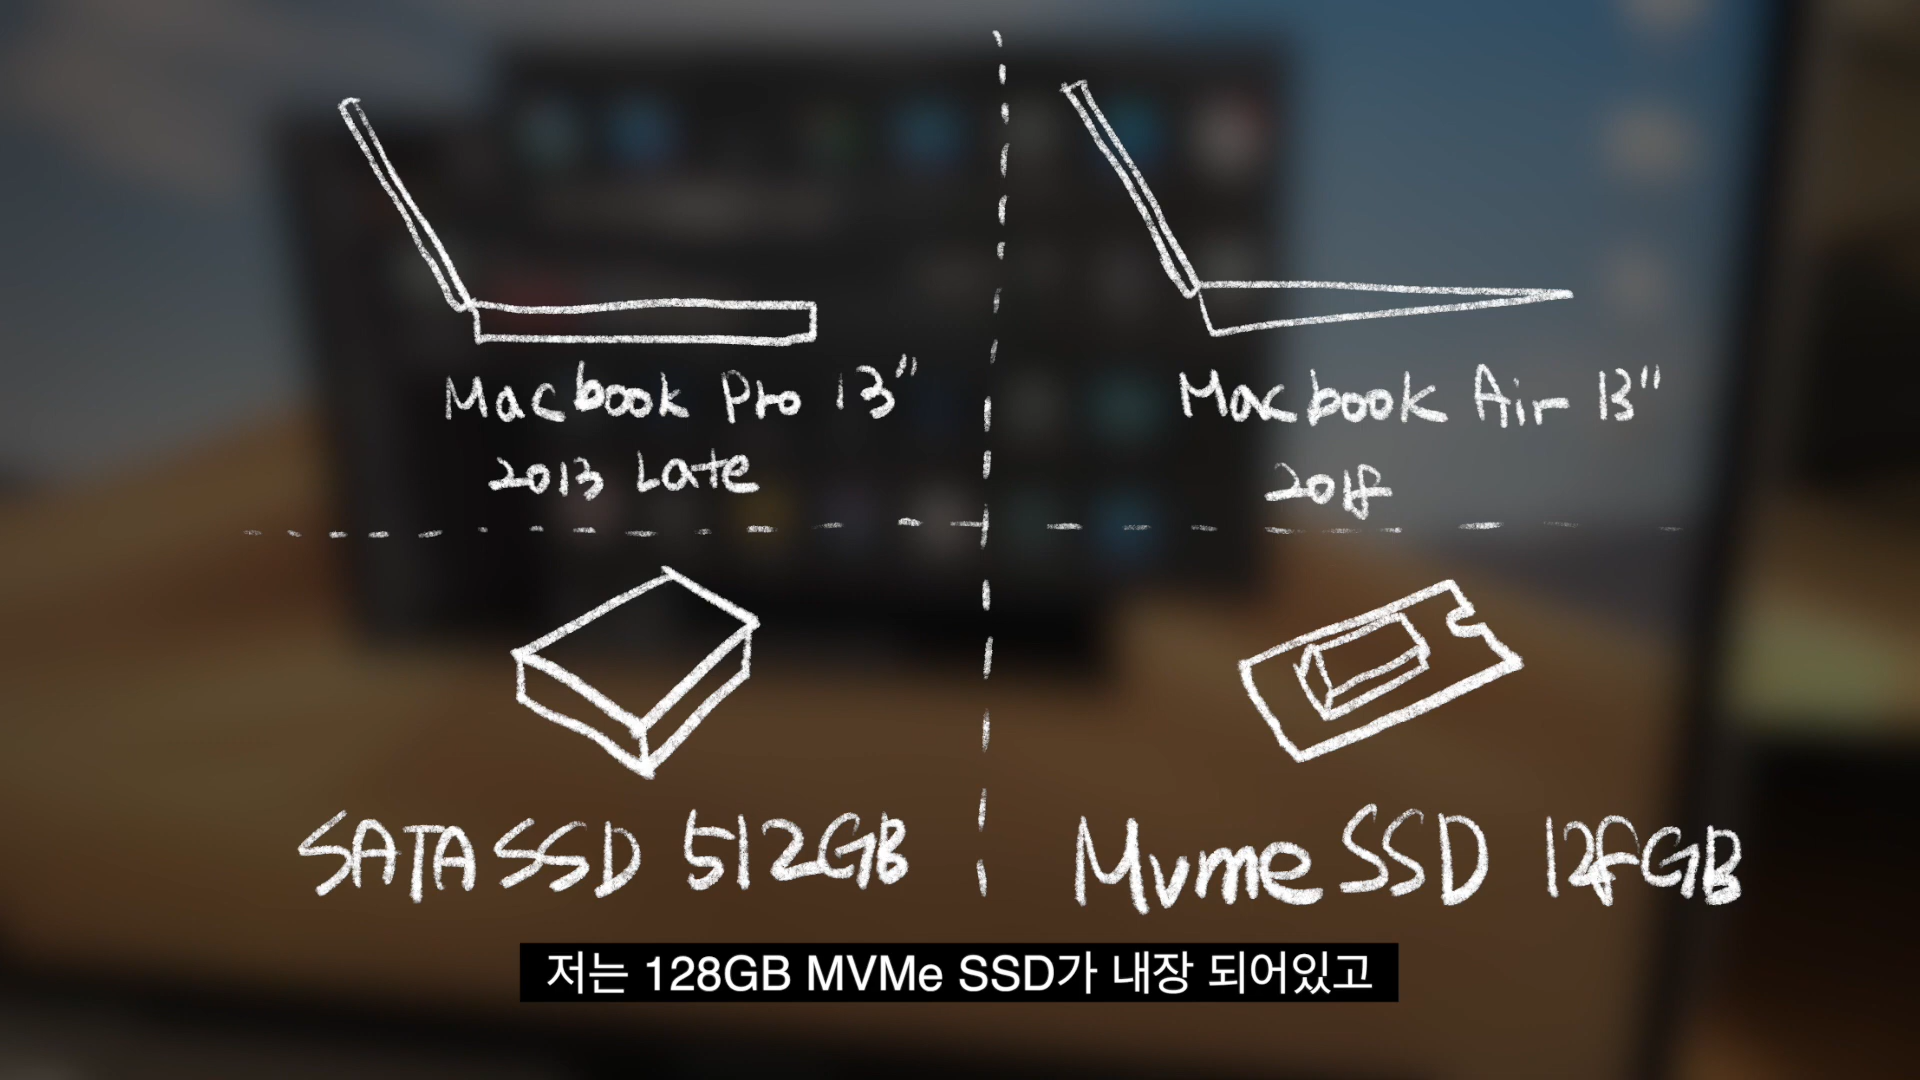 Macbook Pro 13"
2013 Late
Macbook Air 13"
2018
SATA SSD 512GB
Mvme SSD 128GB
저는 128GB MVMe SSD가 내장 되어있고